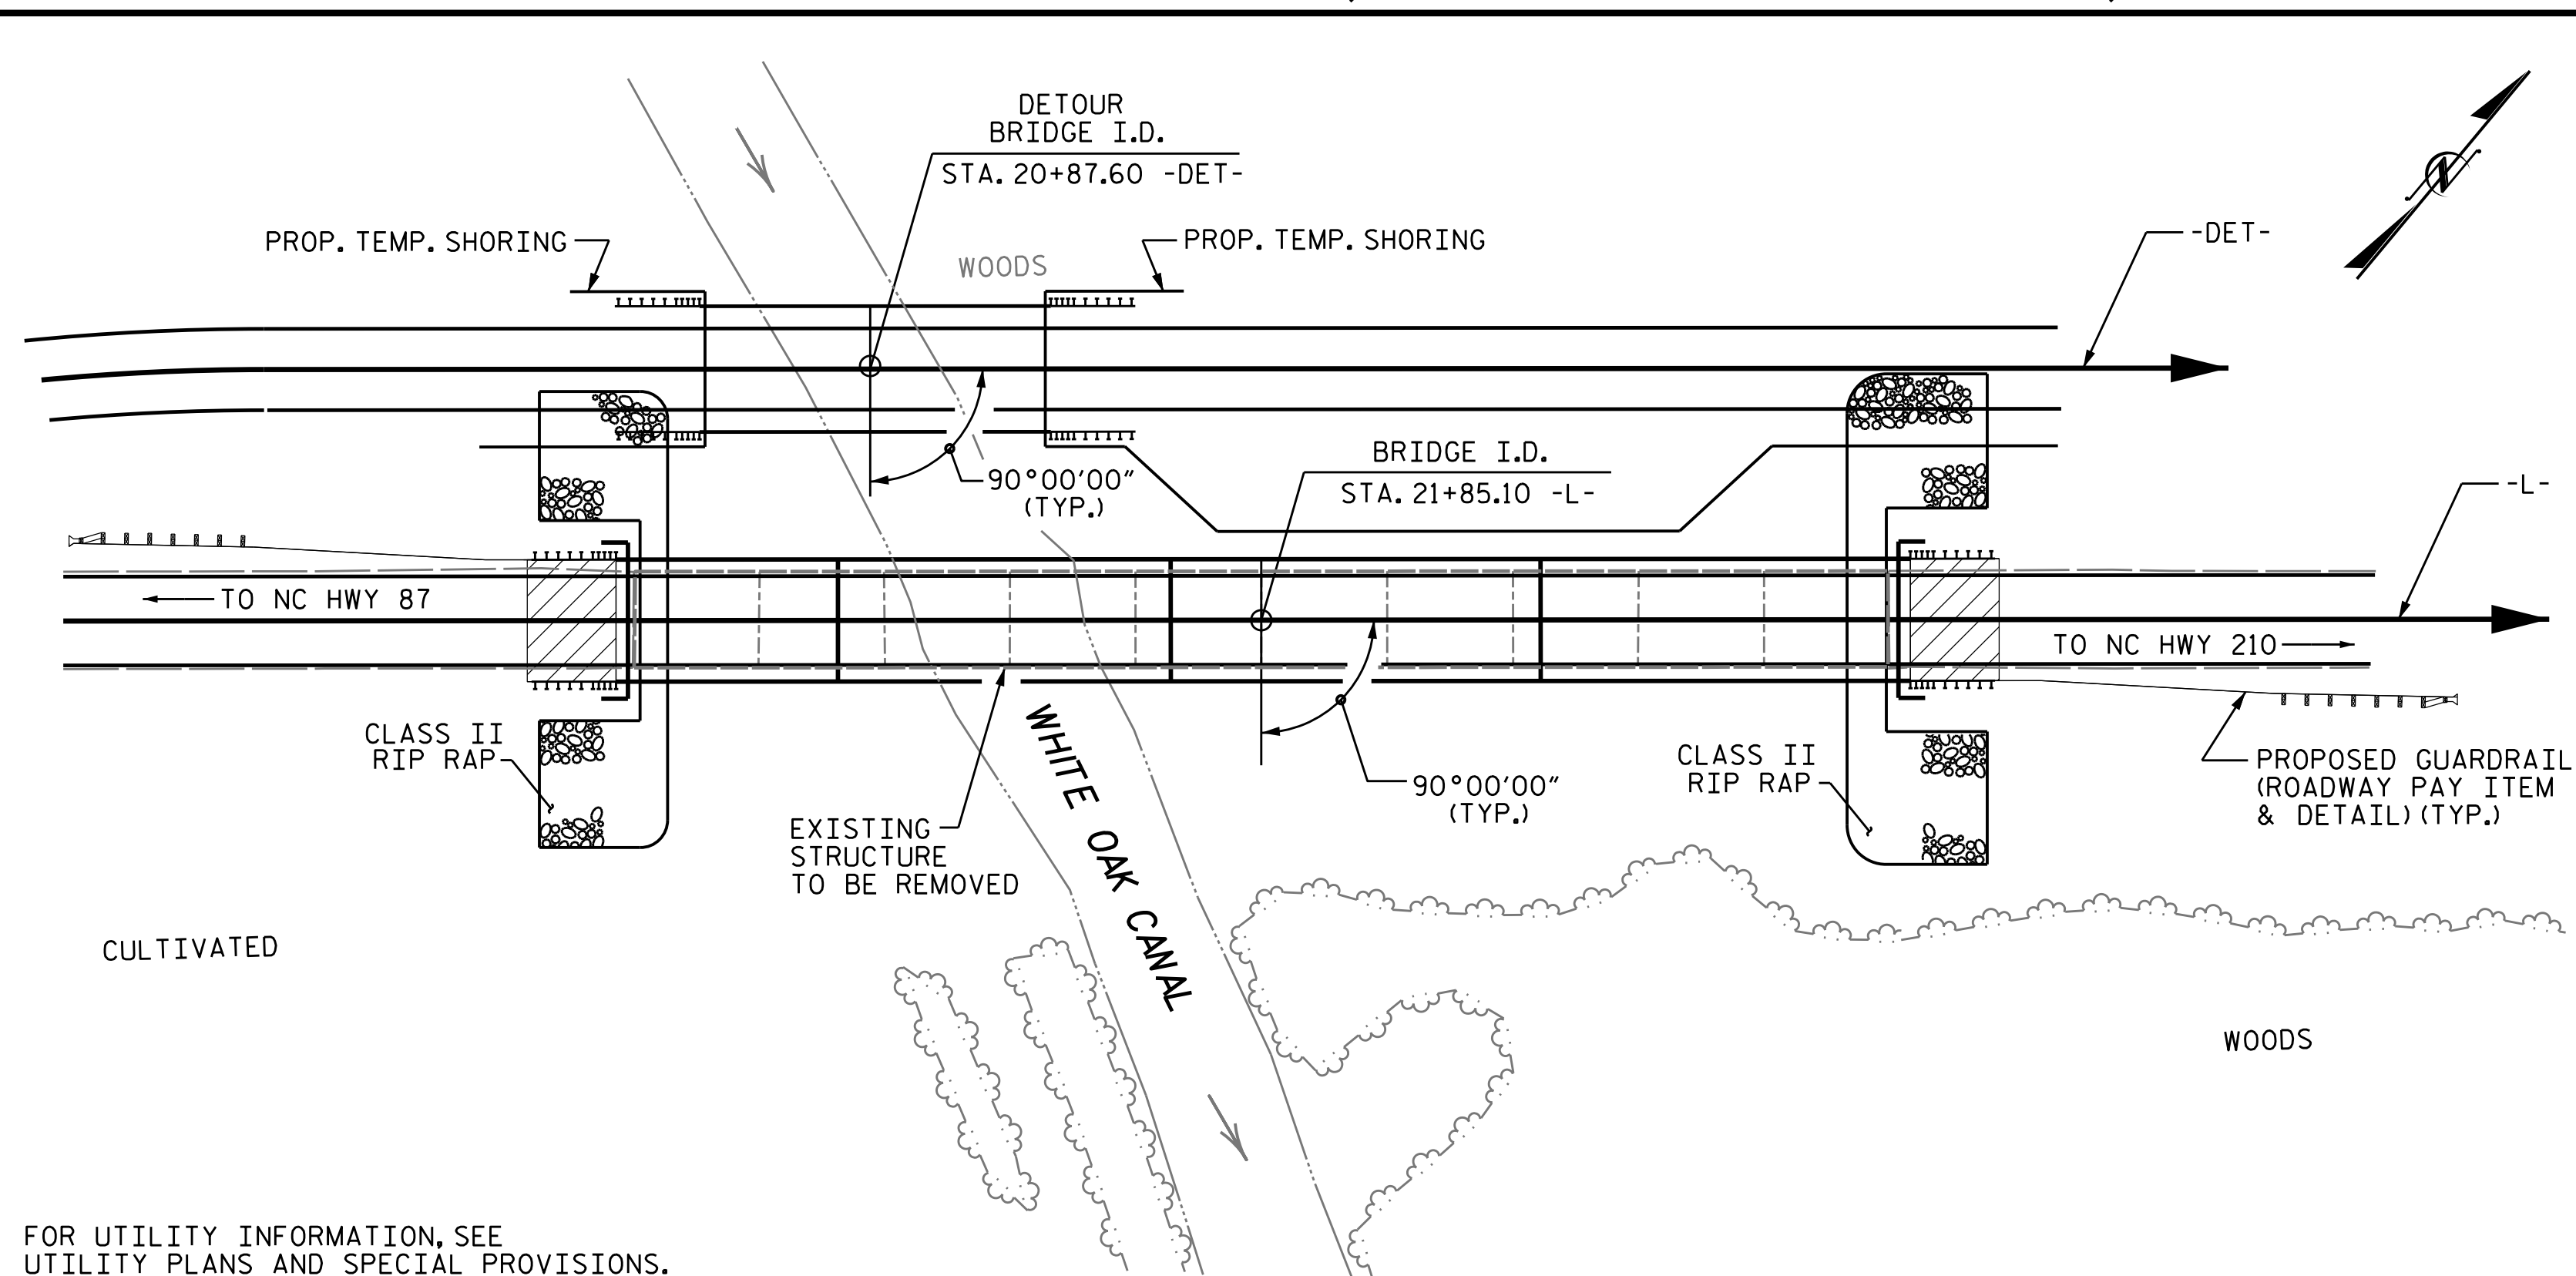 DETOUR
BRIDGE I.D.
STA. 20+87.60 -DET-
PROP. TEMP. SHORING
WOODS
PROP. TEMP. SHORING
-DET-
N
90°00'00"
(TYP.)
BRIDGE I.D.
STA. 21+85.10 -L-
-L-
TO NC HWY 87
TO NC HWY 210
CLASS II
RIP RAP
WHITE OAK CANAL
EXISTING
STRUCTURE
TO BE REMOVED
90°00'00"
(TYP.)
CLASS II
RIP RAP
PROPOSED GUARDRAIL
(ROADWAY PAY ITEM
& DETAIL) (TYP.)
CULTIVATED
WOODS
FOR UTILITY INFORMATION, SEE
UTILITY PLANS AND SPECIAL PROVISIONS.